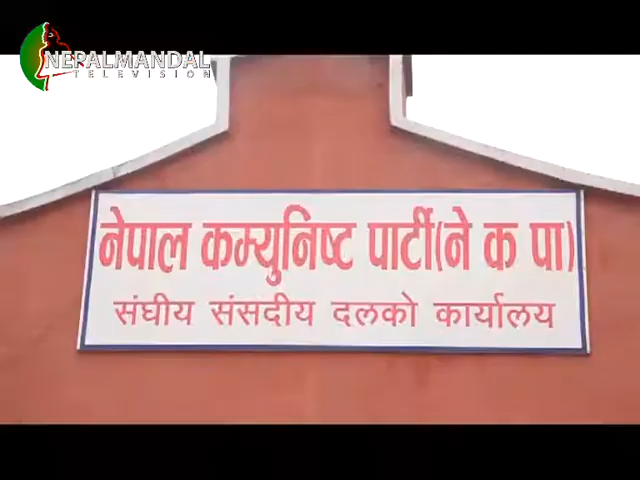 NEPALMANDAL
TELEVISION
नेपाल कम्युनिष्ट पार्टी(ने क पा)
संघीय संसदीय दलको कार्यालय